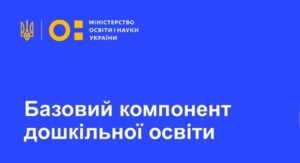 МІНІСТЕРСТВО
ОСВІТИ І НАУКИ
УКРАЇНИ
Базовий компонент
дошкільної освіти